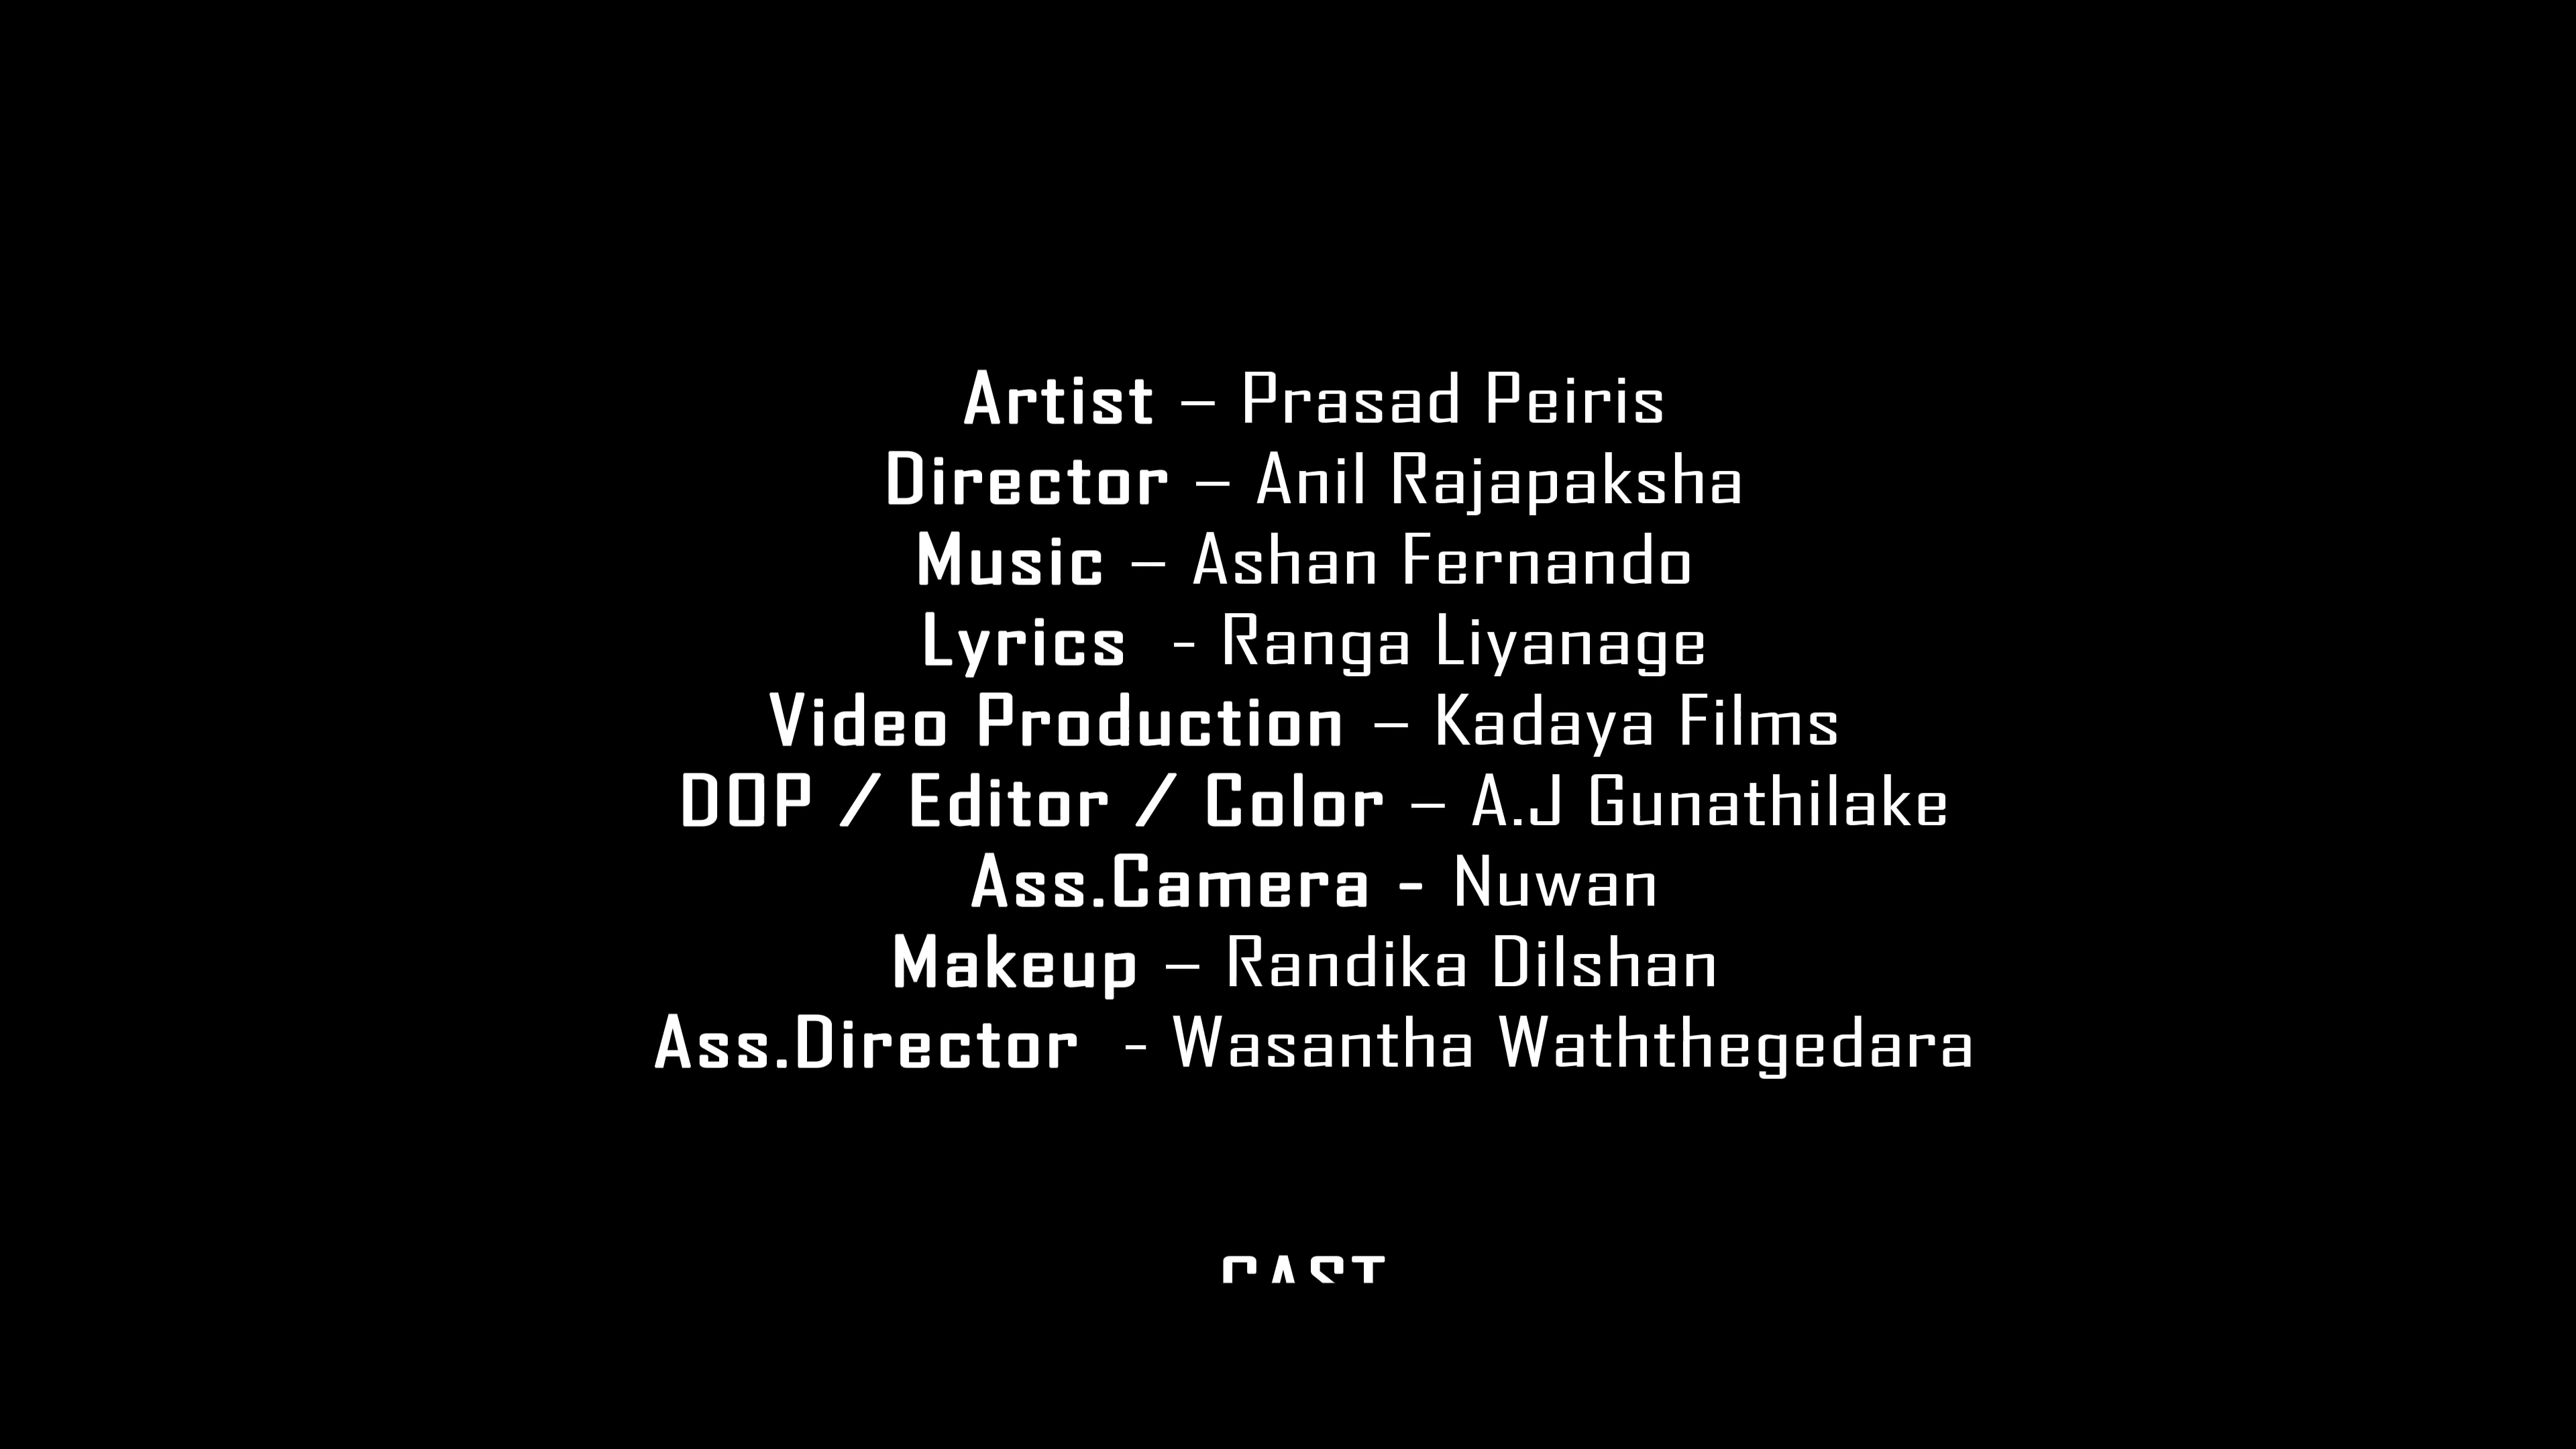 Artist – Prasad Peiris
Director – Anil Rajapaksha
Music – Ashan Fernando
Lyrics  - Ranga Liyanage
Video Production – Kadaya Films
DOP / Editor / Color – A.J Gunathilake
Ass.Camera - Nuwan
Makeup – Randika Dilshan
Ass.Director  - Wasantha Waththegedara
CAST